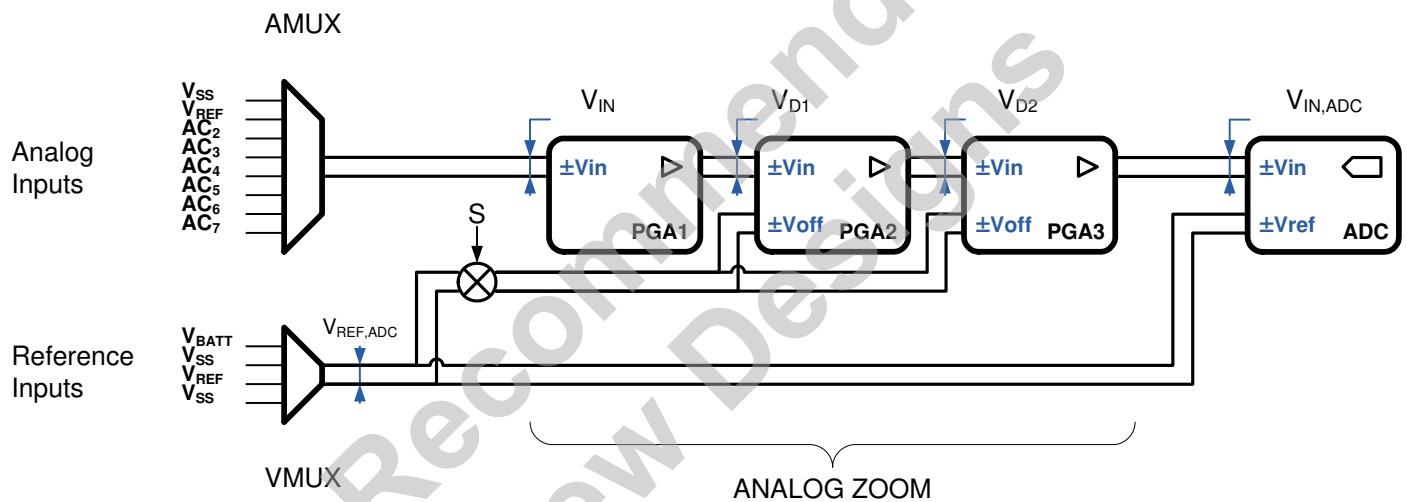 AMUX
Analog
Inputs
VSS
VREF
AC2
AC3
AC4
AC5
AC6
AC7
VIN
VD1
VD2
VIN,ADC
±Vin
PGA1
±Vin
±Voff
PGA2
±Vin
±Voff
PGA3
±Vin
±Vref
ADC
S
Reference
Inputs
VBATT
VSS
VREF
VSS
VREF,ADC
VMUX
ANALOG ZOOM
Recommend
ew Designs